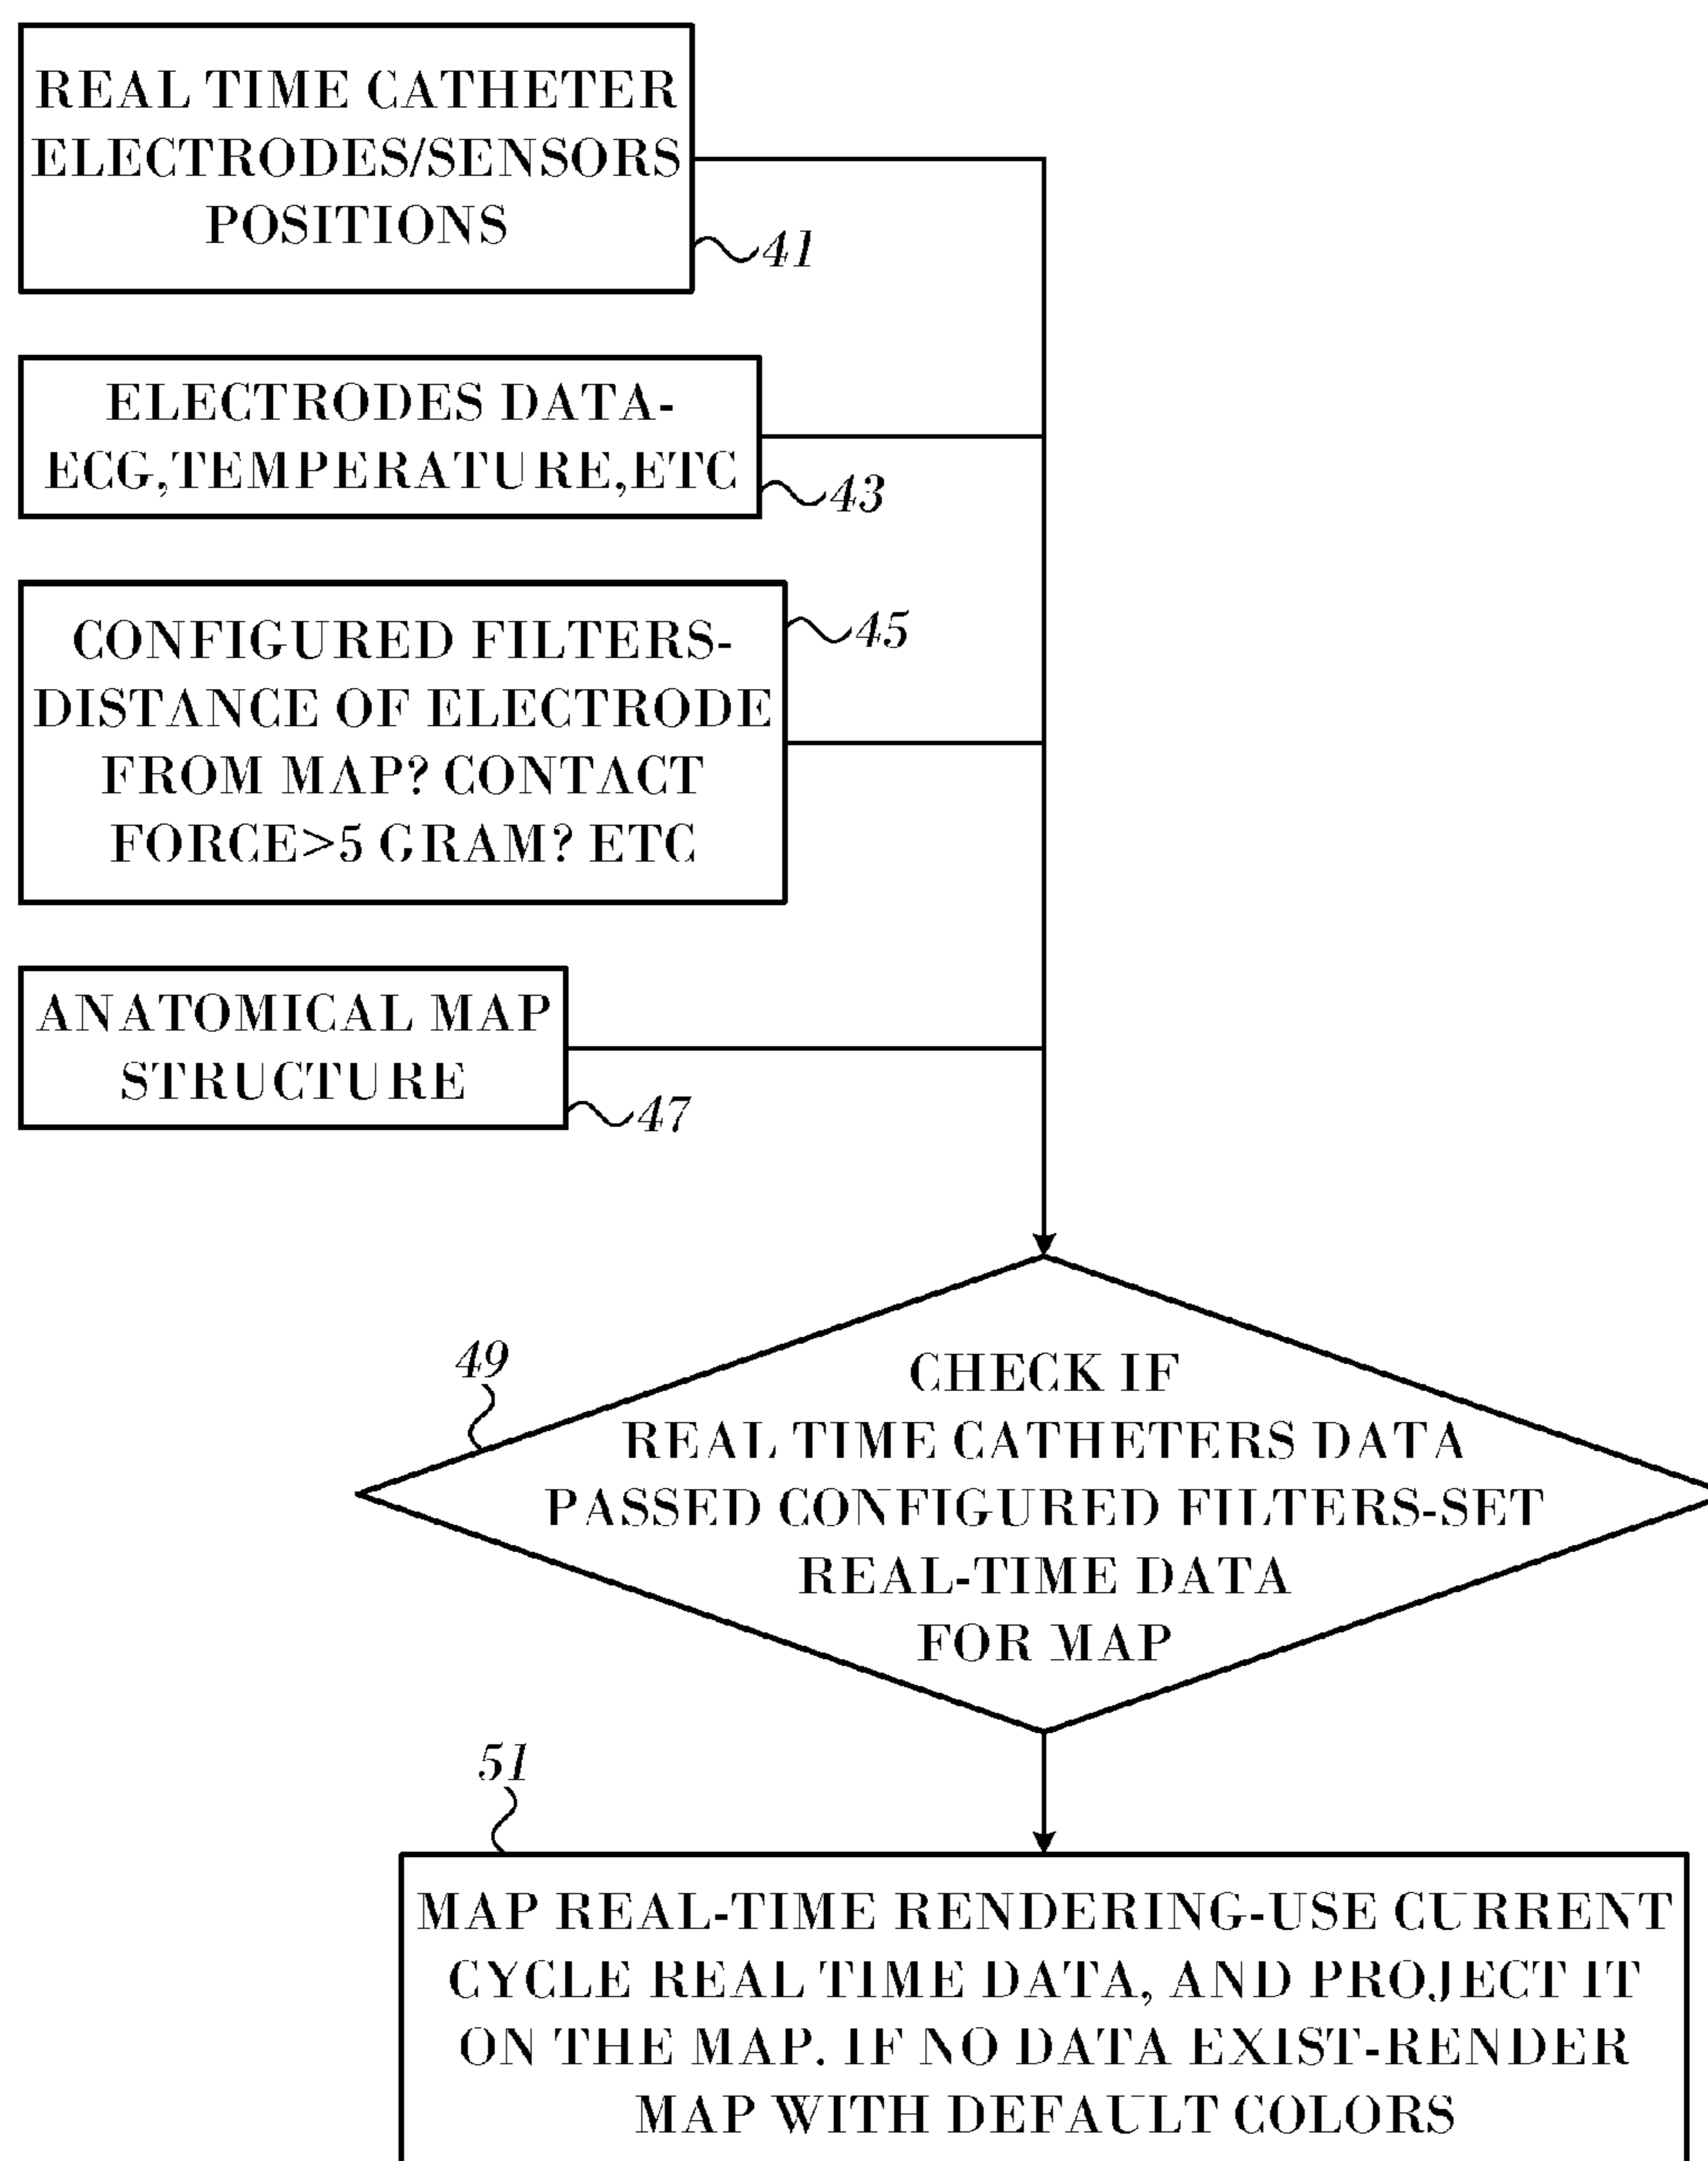 REAL TIME CATHETER
ELECTRODES/SENSORS
POSITIONS
41
ELECTRODES DATA-
ECG,TEMPERATURE,ETC
43
CONFIGURED FILTERS-
DISTANCE OF ELECTRODE
FROM MAP? CONTACT
FORCE>5 GRAM? ETC
45
ANATOMICAL MAP
STRUCTURE
47
49
CHECK IF
REAL TIME CATHETERS DATA
PASSED CONFIGURED FILTERS-SET
REAL-TIME DATA
FOR MAP
51
MAP REAL-TIME RENDERING-USE CURRENT
CYCLE REAL TIME DATA, AND PROJECT IT
ON THE MAP. IF NO DATA EXIST-RENDER
MAP WITH DEFAULT COLORS